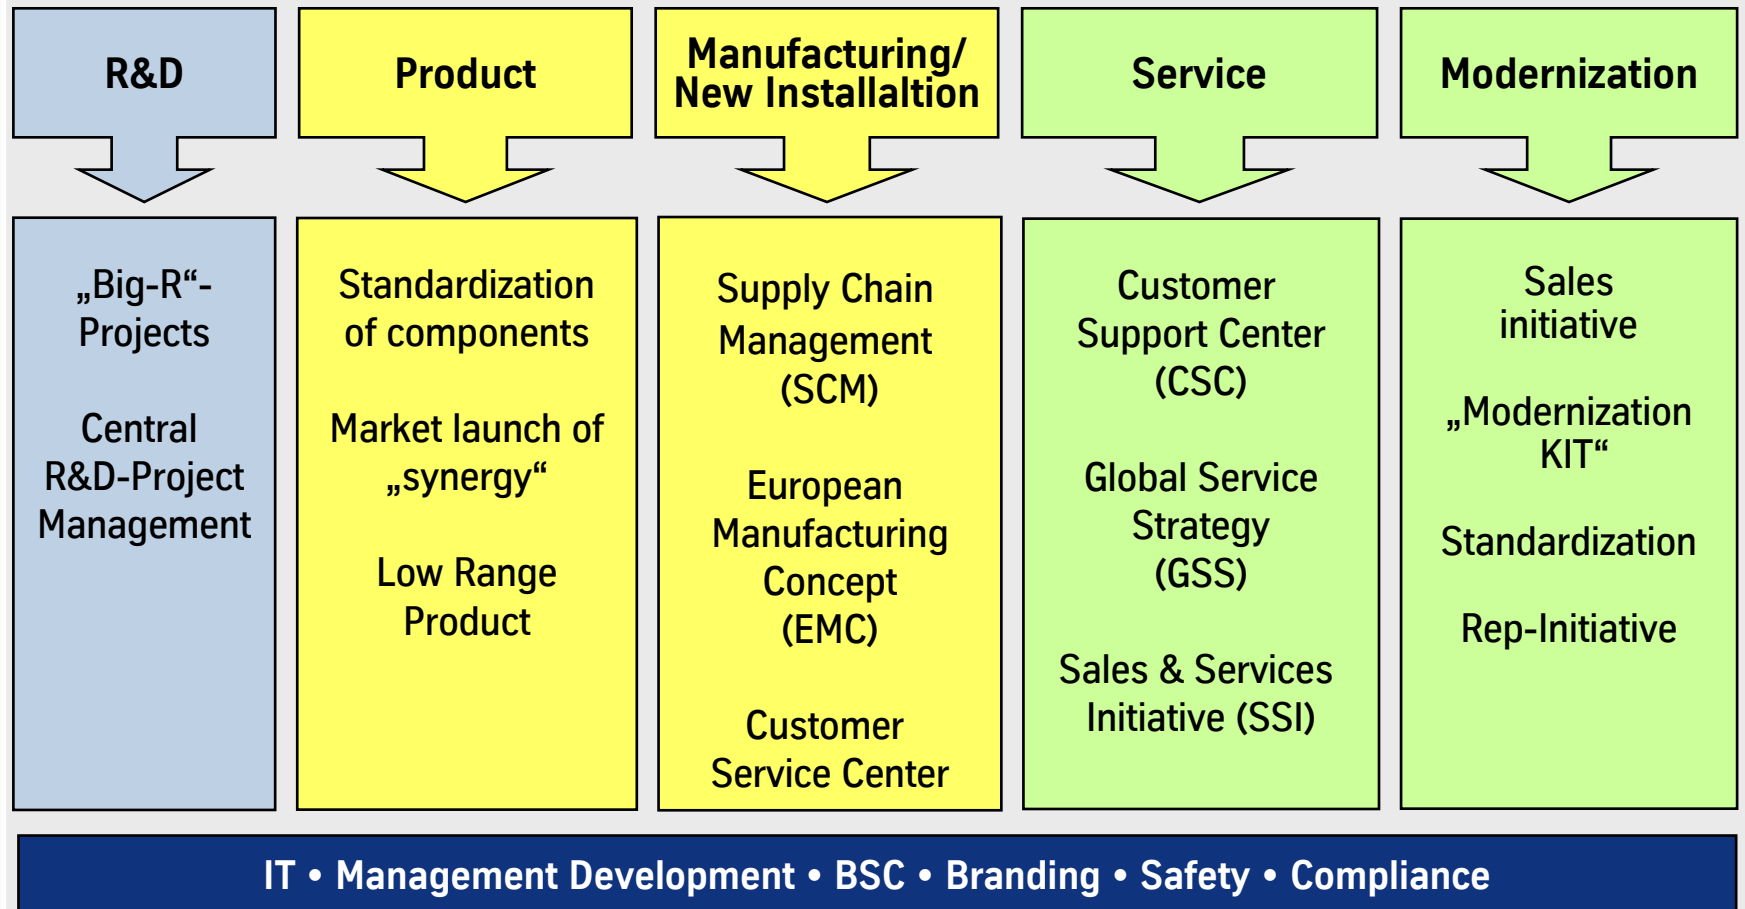 R&D
Product
Manufacturing/
New Installaltion
Service
Modernization
„Big-R“-
Projects
Central
R&D-Project
Management
Standardization
of components
Market launch of
„synergy“
Low Range
Product
Supply Chain
Management
(SCM)
European
Manufacturing
Concept
(EMC)
Customer
Service Center
Customer
Support Center
(CSC)
Global Service
Strategy
(GSS)
Sales & Services
Initiative (SSI)
Sales
initiative
„Modernization
KIT“
Standardization
Rep-Initiative
IT • Management Development • BSC • Branding • Safety • Compliance